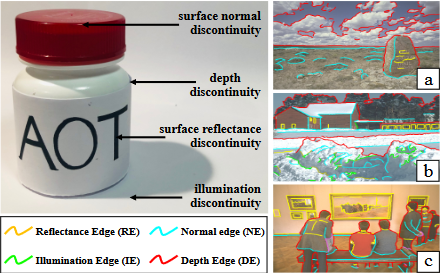 surface normal
discontinuity
depth
discontinuity
surface reflectance
discontinuity
illumination
discontinuity
AOT
Reflectance Edge (RE)
Normal edge (NE)
Illumination Edge (IE)
Depth Edge (DE)
a
b
c